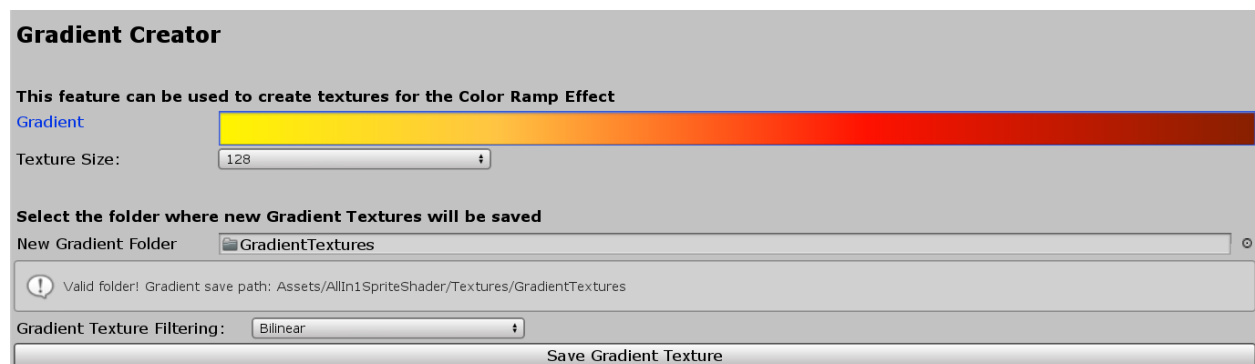 Gradient Creator
This feature can be used to create textures for the Color Ramp Effect
Gradient
Texture Size: 128
Select the folder where new Gradient Textures will be saved
New Gradient Folder GradientTextures
Valid folder! Gradient save path: Assets/AllIn1SpriteShader/Textures/GradientTextures
Gradient Texture Filtering: Bilinear
Save Gradient Texture